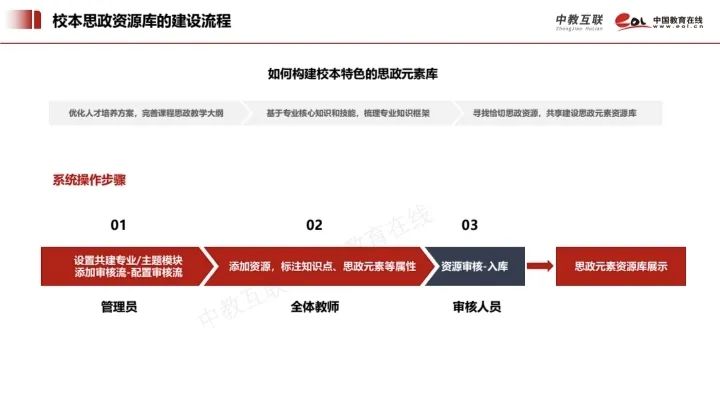 校本思政资源库的建设流程
中教互联
ZhongJiao HuLian
eol
中国教育在线
www.eol.cn
如何构建校本特色的思政元素库
优化人才培养方案，完善课程思政教学大纲
基于专业核心知识和技能，梳理专业知识框架
寻找恰切思政资源，共享建设思政元素资源库
系统操作步骤
01
02
03
设置共建专业/主题模块
添加审核流-配置审核流
添加资源，标注知识点、思政元素等属性
资源审核-入库
思政元素资源库展示
管理员
全体教师
审核人员
中教互联
教育在线